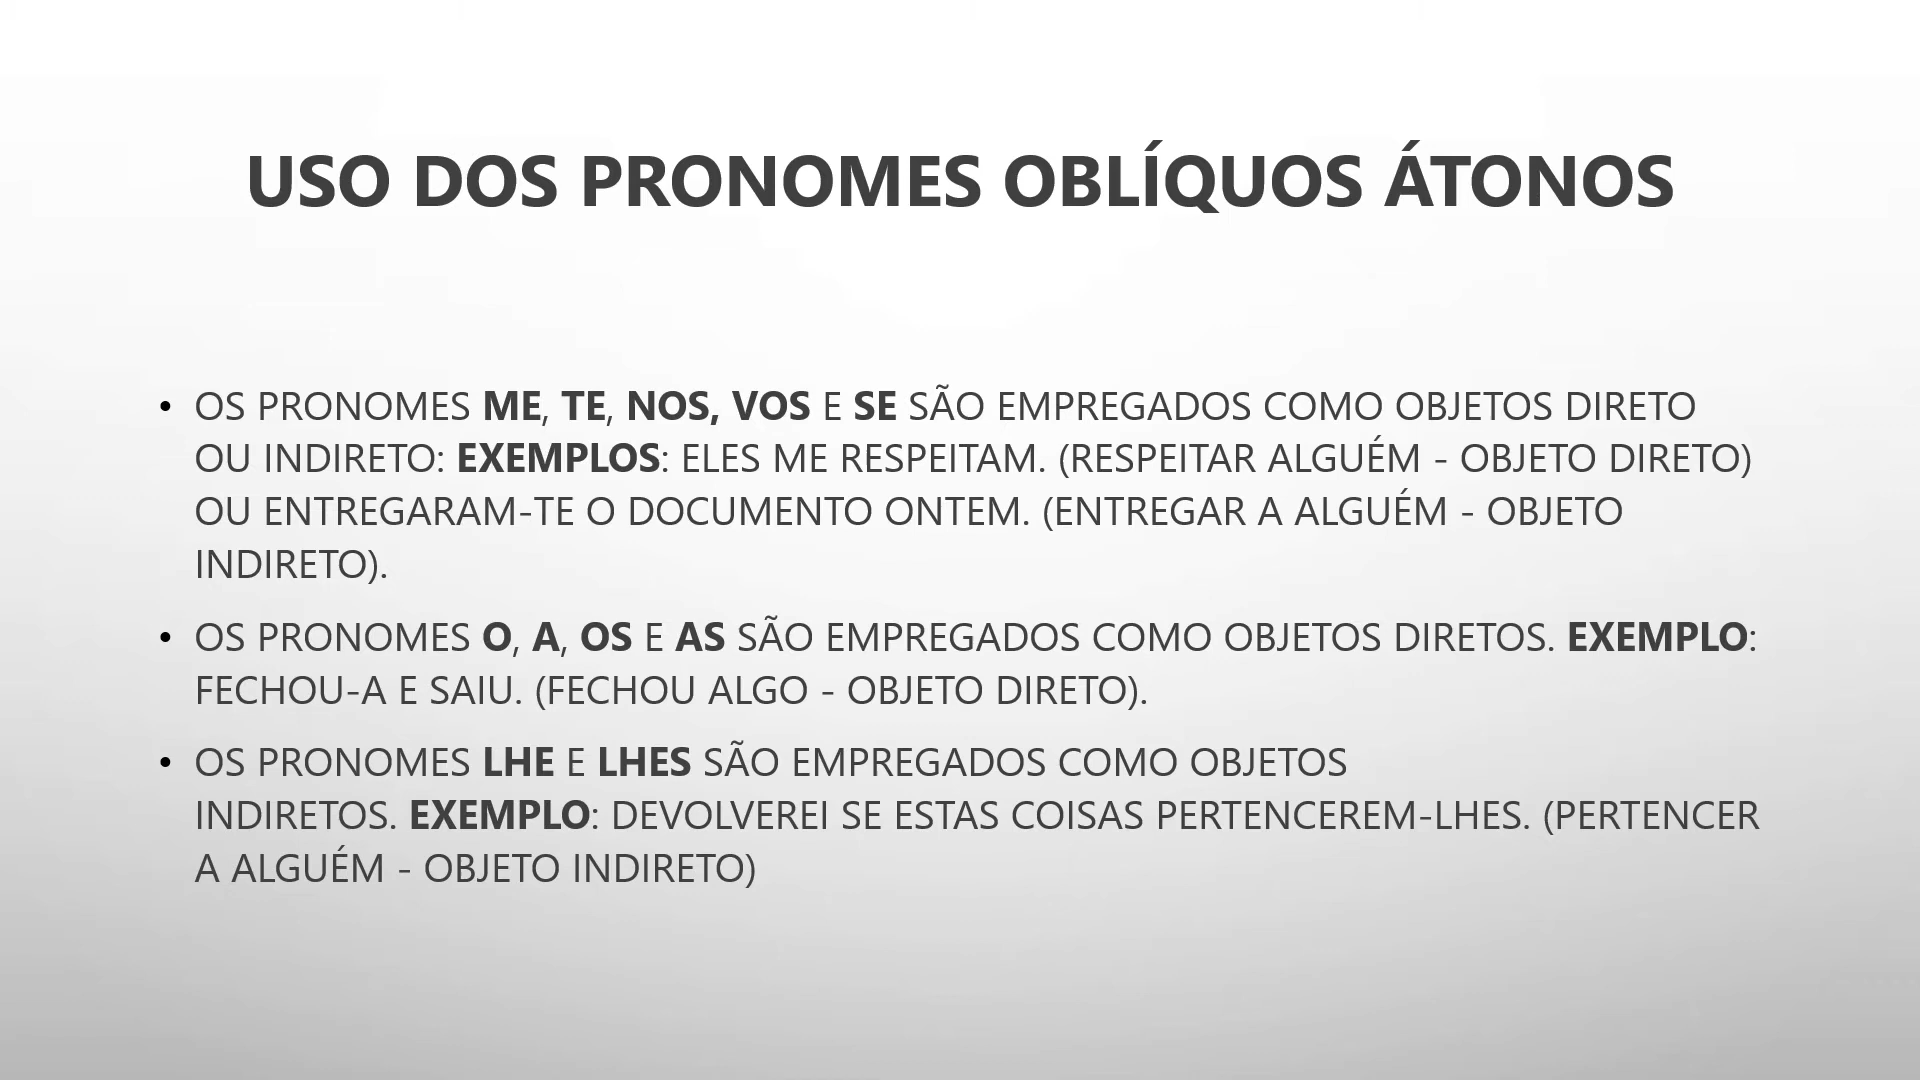 USO DOS PRONOMES OBLÍQUOS ÁTONOS
• OS PRONOMES ME, TE, NOS, VOS E SE SÃO EMPREGADOS COMO OBJETOS DIRETO
OU INDIRETO: EXEMPLOS: ELES ME RESPEITAM. (RESPEITAR ALGUÉM - OBJETO DIRETO)
OU ENTREGARAM-TE O DOCUMENTO ONTEM. (ENTREGAR A ALGUÉM - OBJETO
INDIRETO).
• OS PRONOMES O, A, OS E AS SÃO EMPREGADOS COMO OBJETOS DIRETOS. EXEMPLO:
FECHOU-A E SAIU. (FECHOU ALGO - OBJETO DIRETO).
• OS PRONOMES LHE E LHES SÃO EMPREGADOS COMO OBJETOS
INDIRETOS. EXEMPLO: DEVOLVEREI SE ESTAS COISAS PERTENCEREM-LHES. (PERTENCER
A ALGUÉM - OBJETO INDIRETO)